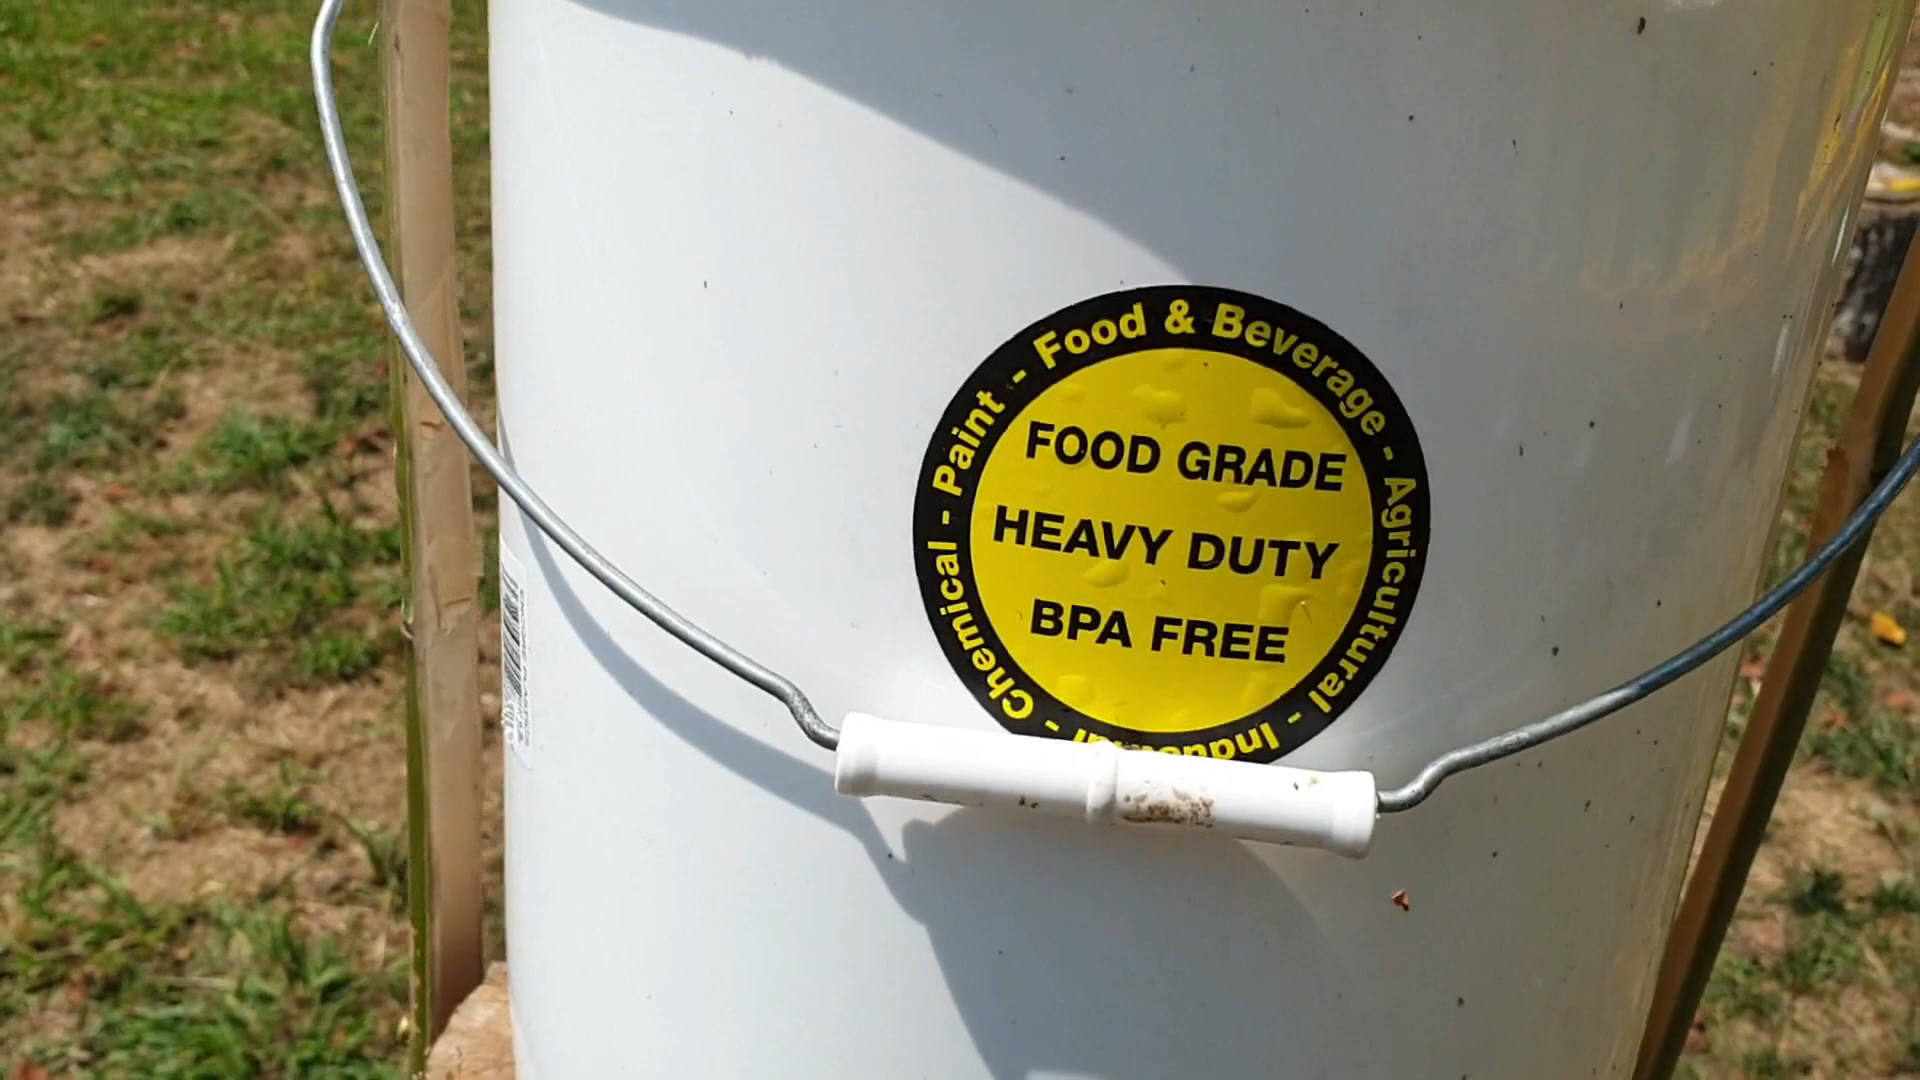 - Food & Beverage - Agricultural - Industrial - Chemical - Paint
FOOD GRADE
HEAVY DUTY
BPA FREE